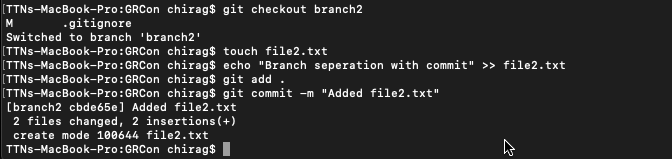 [TTNs-MacBook-Pro:GRCon chirag$ git checkout branch2
M       .gitignore
Switched to branch 'branch2'
[TTNs-MacBook-Pro:GRCon chirag$ touch file2.txt
[TTNs-MacBook-Pro:GRCon chirag$ echo "Branch seperation with commit" >> file2.txt
[TTNs-MacBook-Pro:GRCon chirag$ git add .
[TTNs-MacBook-Pro:GRCon chirag$ git commit -m "Added file2.txt"
[branch2 cbde65e] Added file2.txt
 2 files changed, 2 insertions(+)
 create mode 100644 file2.txt
TTNs-MacBook-Pro:GRCon chirag$